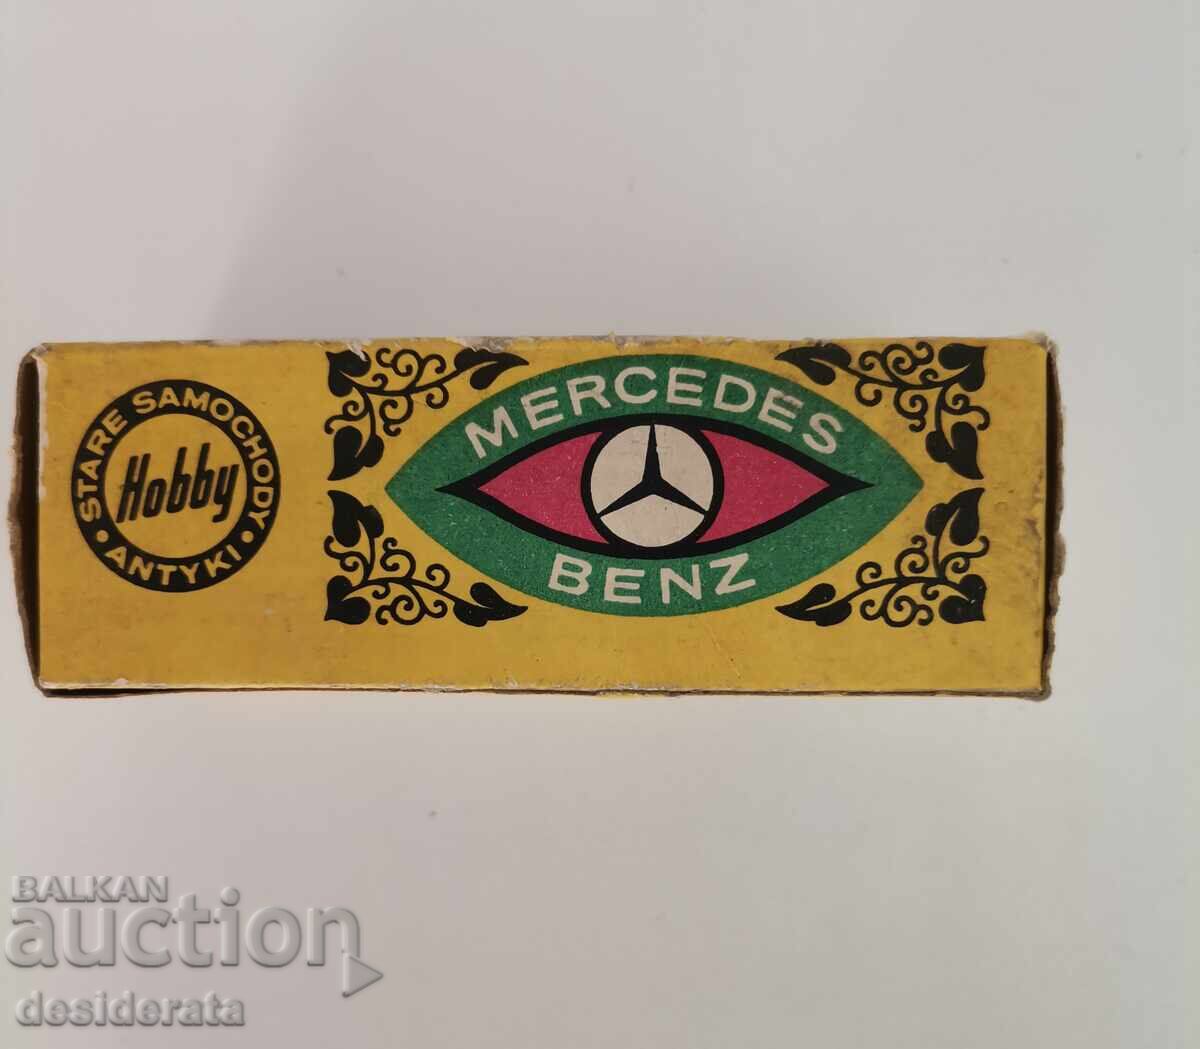 STARE SAMOCHODY
Hobby
• ANTYKI •
MERCEDES
BENZ
BALKAN
auction
desiderata